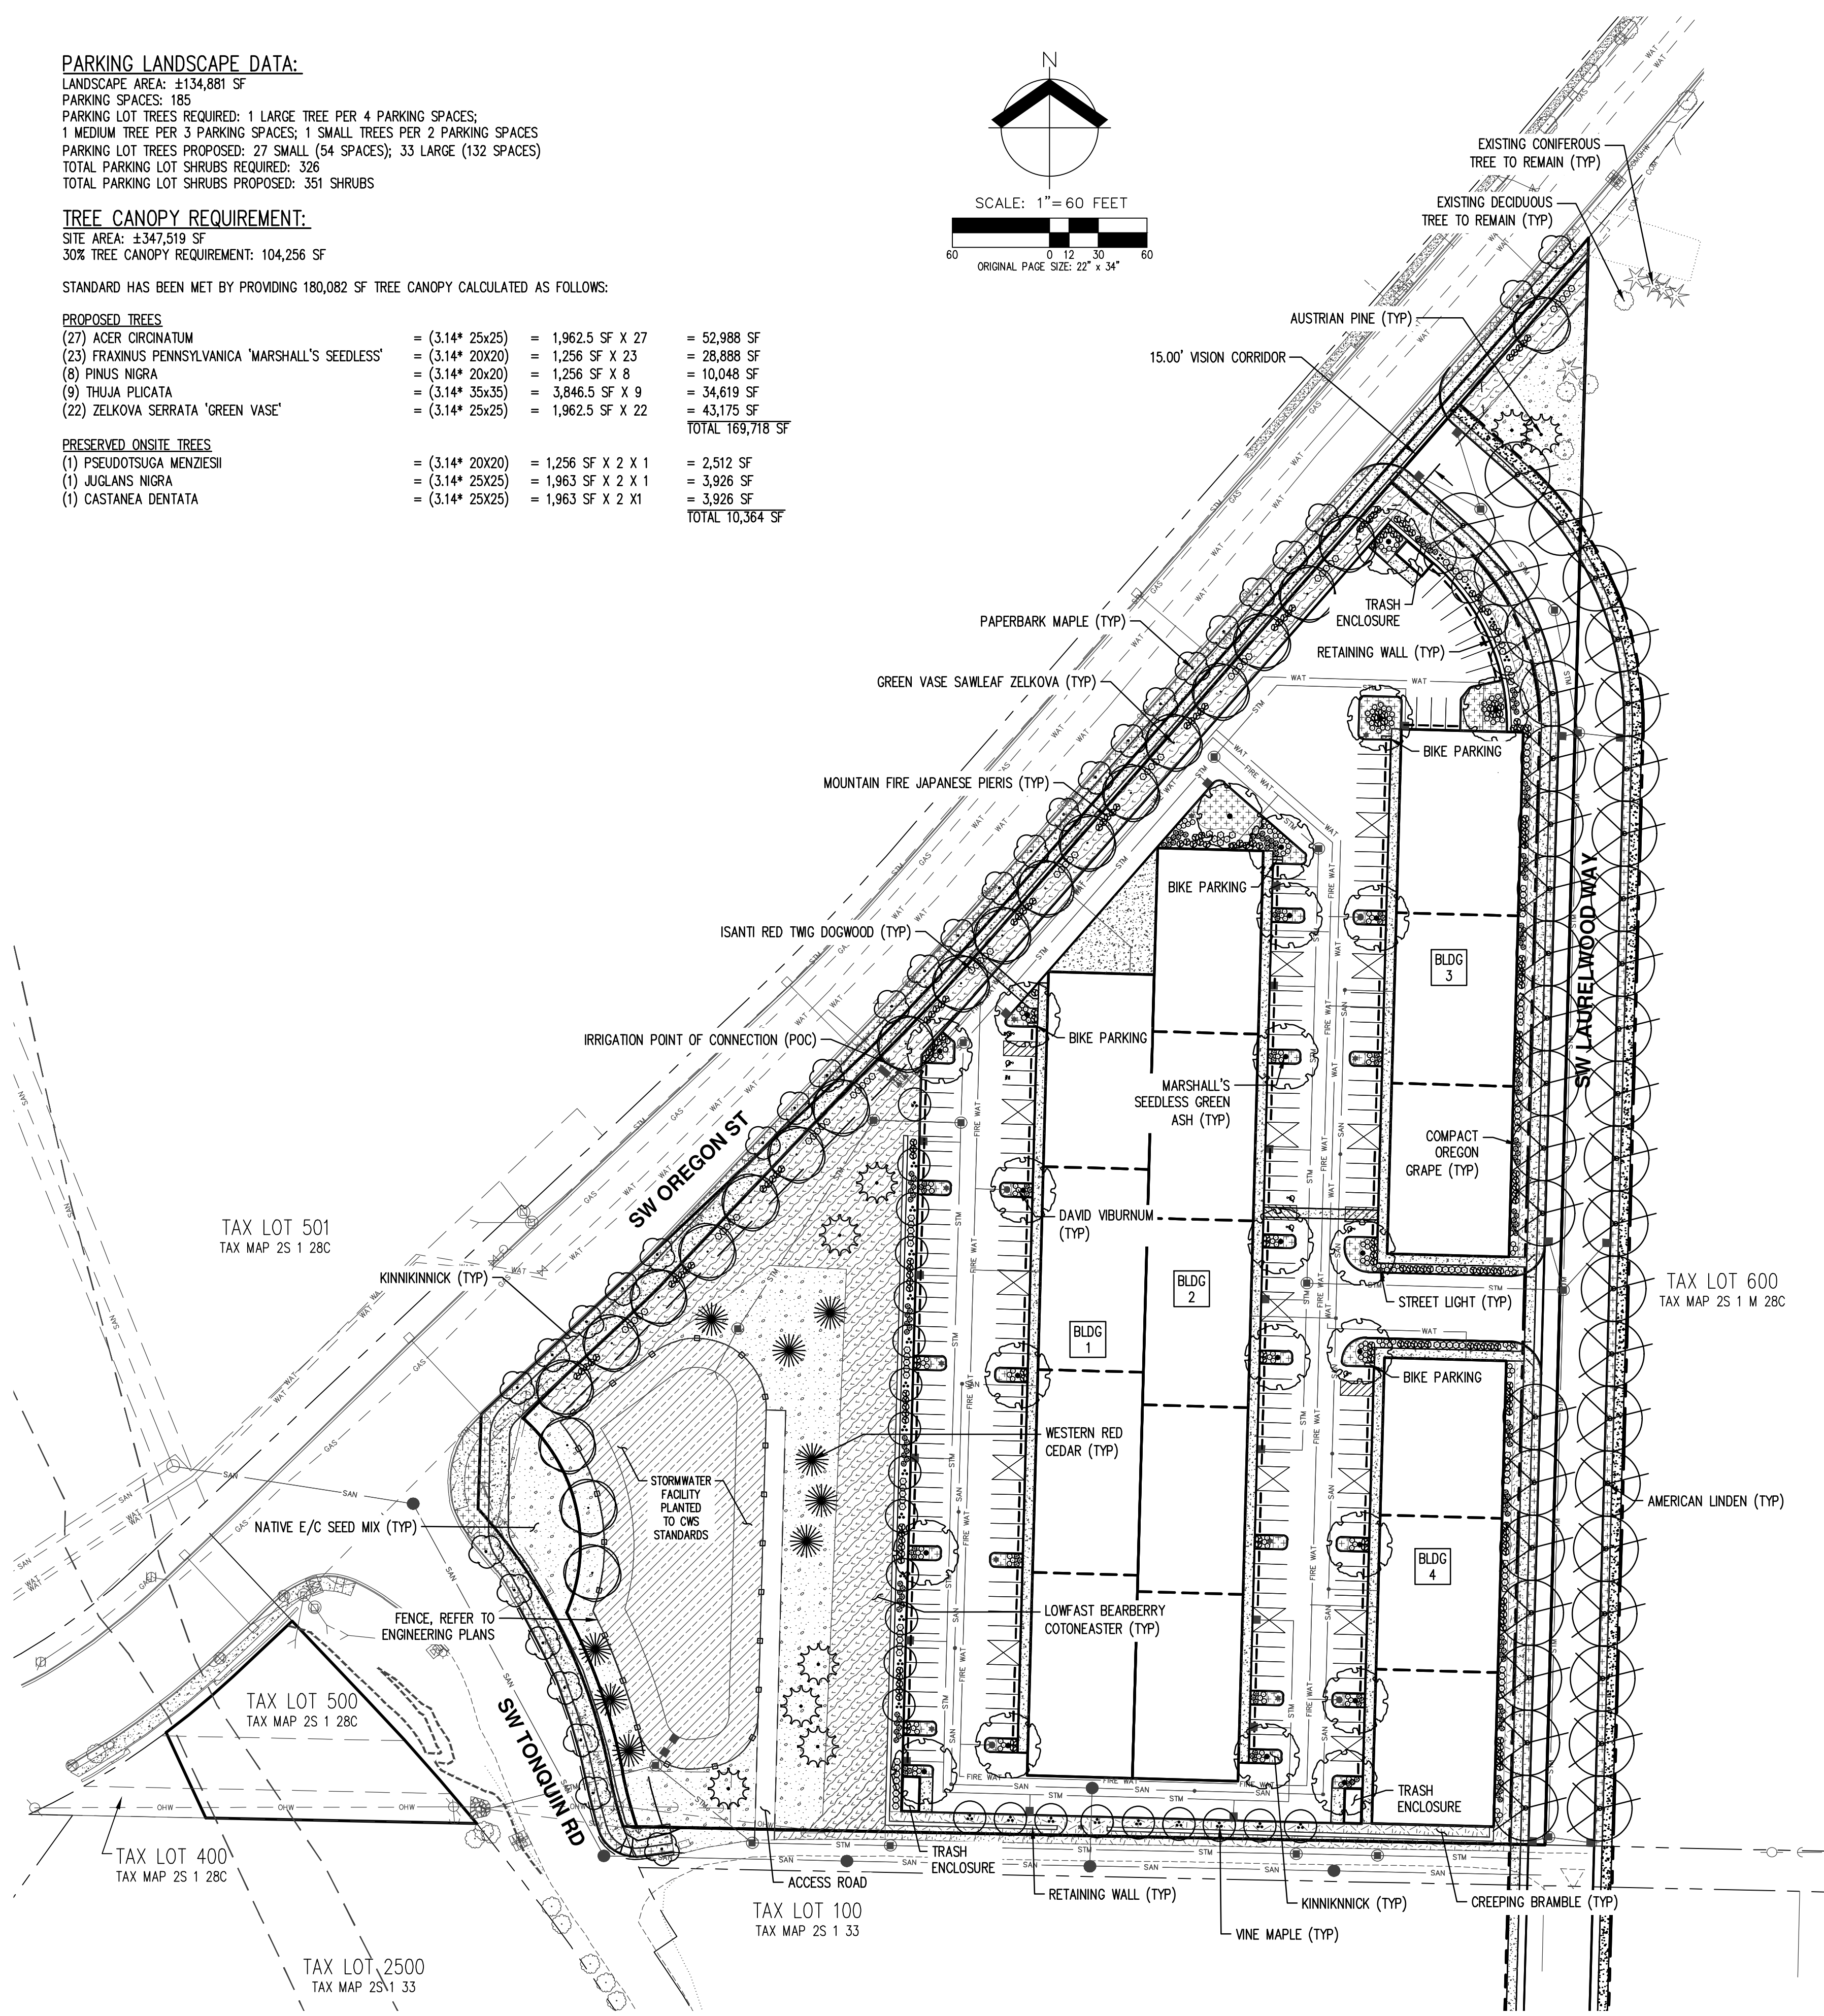 PARKING LANDSCAPE DATA:
LANDSCAPE AREA: ±134,881 SF
PARKING SPACES: 185
PARKING LOT TREES REQUIRED: 1 LARGE TREE PER 4 PARKING SPACES;
1 MEDIUM TREE PER 3 PARKING SPACES; 1 SMALL TREES PER 2 PARKING SPACES
PARKING LOT TREES PROPOSED: 27 SMALL (54 SPACES); 33 LARGE (132 SPACES)
TOTAL PARKING LOT SHRUBS REQUIRED: 326
TOTAL PARKING LOT SHRUBS PROPOSED: 351 SHRUBS
TREE CANOPY REQUIREMENT:
SITE AREA: ±347,519 SF
30% TREE CANOPY REQUIREMENT: 104,256 SF
STANDARD HAS BEEN MET BY PROVIDING 180,082 SF TREE CANOPY CALCULATED AS FOLLOWS:
PROPOSED TREES
(27) ACER CIRCINATUM = (3.14* 25x25) = 1,962.5 SF X 27 = 52,988 SF
(23) FRAXINUS PENNSYLVANICA 'MARSHALL'S SEEDLESS' = (3.14* 20X20) = 1,256 SF X 23 = 28,888 SF
(8) PINUS NIGRA = (3.14* 20x20) = 1,256 SF X 8 = 10,048 SF
(9) THUJA PLICATA = (3.14* 35x35) = 3,846.5 SF X 9 = 34,619 SF
(22) ZELKOVA SERRATA 'GREEN VASE' = (3.14* 25x25) = 1,962.5 SF X 22 = 43,175 SF
TOTAL 169,718 SF
PRESERVED ONSITE TREES
(1) PSEUDOTSUGA MENZIESII = (3.14* 20X20) = 1,256 SF X 2 X 1 = 2,512 SF
(1) JUGLANS NIGRA = (3.14* 25X25) = 1,963 SF X 2 X 1 = 3,926 SF
(1) CASTANEA DENTATA = (3.14* 25X25) = 1,963 SF X 2 X1 = 3,926 SF
TOTAL 10,364 SF
N
SCALE: 1"= 60 FEET
60 0 12 30 60
ORIGINAL PAGE SIZE: 22" x 34"
EXISTING CONIFEROUS
TREE TO REMAIN (TYP)
EXISTING DECIDUOUS
TREE TO REMAIN (TYP)
AUSTRIAN PINE (TYP)
15.00' VISION CORRIDOR
TRASH
ENCLOSURE
PAPERBARK MAPLE (TYP)
RETAINING WALL (TYP)
GREEN VASE SAWLEAF ZELKOVA (TYP)
BIKE PARKING
MOUNTAIN FIRE JAPANESE PIERIS (TYP)
BIKE PARKING
ISANTI RED TWIG DOGWOOD (TYP)
BLDG
3
IRRIGATION POINT OF CONNECTION (POC)
BIKE PARKING
SW LAURELWOOD WAY
MARSHALL'S
SEEDLESS GREEN
ASH (TYP)
COMPACT
OREGON
GRAPE (TYP)
SW OREGON ST
DAVID VIBURNUM
(TYP)
TAX LOT 501
TAX MAP 2S 1 28C
KINNIKINNICK (TYP)
BLDG
2
STREET LIGHT (TYP)
TAX LOT 600
TAX MAP 2S 1 M 28C
BLDG
1
BIKE PARKING
WESTERN RED
CEDAR (TYP)
STORMWATER
FACILITY
PLANTED
TO CWS
STANDARDS
AMERICAN LINDEN (TYP)
NATIVE E/C SEED MIX (TYP)
BLDG
4
FENCE, REFER TO
ENGINEERING PLANS
LOWFAST BEARBERRY
COTONEASTER (TYP)
TAX LOT 500
TAX MAP 2S 1 28C
SW TONQUIN RD
TRASH
ENCLOSURE
OHW OHW OHW
TAX LOT 400
TAX MAP 2S 1 28C
TRASH
ENCLOSURE
ACCESS ROAD
RETAINING WALL (TYP)
KINNIKNNICK (TYP)
CREEPING BRAMBLE (TYP)
TAX LOT 100
TAX MAP 2S 1 33
VINE MAPLE (TYP)
TAX LOT 2500
TAX MAP 2S 1 33